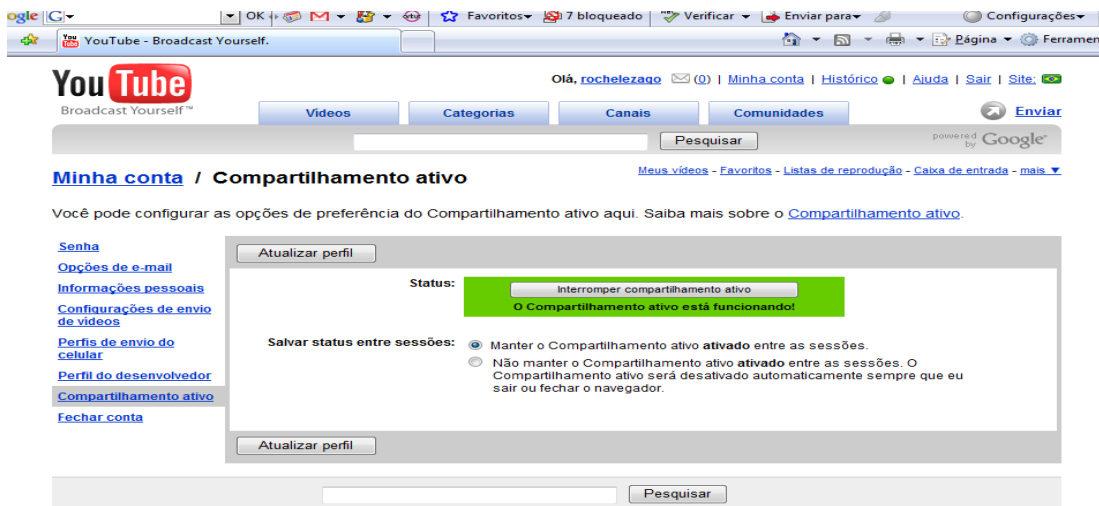 ogle G OK Favoritos 7 bloqueado Verificar Enviar para Configurações
YouTube - Broadcast Yourself. Página Ferramen
YouTube
Broadcast Yourself™
Olá, rochelezago (0) | Minha conta | Histórico | Ajuda | Sair | Site:
Vídeos Categorias Canais Comunidades Enviar
Pesquisar powered by Google
Minha conta / Compartilhamento ativo
Meus vídeos - Favoritos - Listas de reprodução - Caixa de entrada - mais ▼
Você pode configurar as opções de preferência do Compartilhamento ativo aqui. Saiba mais sobre o Compartilhamento ativo.
Senha
Opções de e-mail
Informações pessoais
Configurações de envio
de vídeos
Perfis de envio do
celular
Perfil do desenvolvedor
Compartilhamento ativo
Fechar conta
Atualizar perfil
Status:
Interromper compartilhamento ativo
O Compartilhamento ativo está funcionando!
Salvar status entre sessões:
Manter o Compartilhamento ativo ativado entre as sessões.
Não manter o Compartilhamento ativo ativado entre as sessões. O
Compartilhamento ativo será desativado automaticamente sempre que eu
sair ou fechar o navegador.
Atualizar perfil
Pesquisar